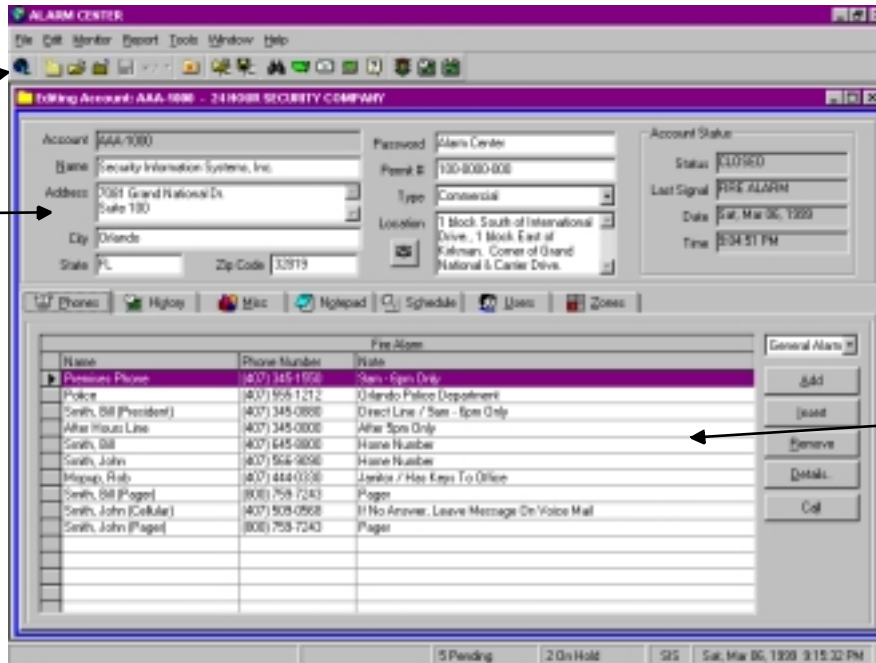 ALARM CENTER
File Edit Monitor Report Tools Window Help
Editing Account: AAA-1080 - 24 HOUR SECURITY COMPANY
Account AAA-1080
Name Security Information Systems, Inc.
Address 7081 Grand National Dr.
Suite 100
City Orlando
State FL Zip Code 32819
Password Alarm Center
Permit # 100-0000-000
Type Commercial
Location 1 block South of International
Drive., 1 block East of
Kirkman. Corner of Grand
National & Carrier Drive.
Account Status
Status CLOSED
Last Signal FIRE ALARM
Date Sat, Mar 06, 1999
Time 9:04:51 PM
Phones History Misc Notepad Schedule Users Zones
Fire Alarm
Name Phone Number Note
Premises Phone (407) 345-1550 9am - 6pm Only
Police (407) 555-1212 Orlando Police Department
Smith, Bill (President) (407) 345-0880 Direct Line / 9am - 6pm Only
After Hours Line (407) 345-0000 After 5pm Only
Smith, Bill (407) 645-8800 Home Number
Smith, John (407) 566-9090 Home Number
Mopup, Rob (407) 444-0330 Janitor / Has Keys To Office
Smith, Bill (Pager) (800) 759-7243 Pager
Smith, John (Cellular) (407) 509-0968 If No Answer, Leave Message On Voice Mail
Smith, John (Pager) (800) 759-7243 Pager
General Alarm
Add
Insert
Remove
Details..
Call
5 Pending 2 On Hold SIS Sat, Mar 06, 1999 9:15:32 PM